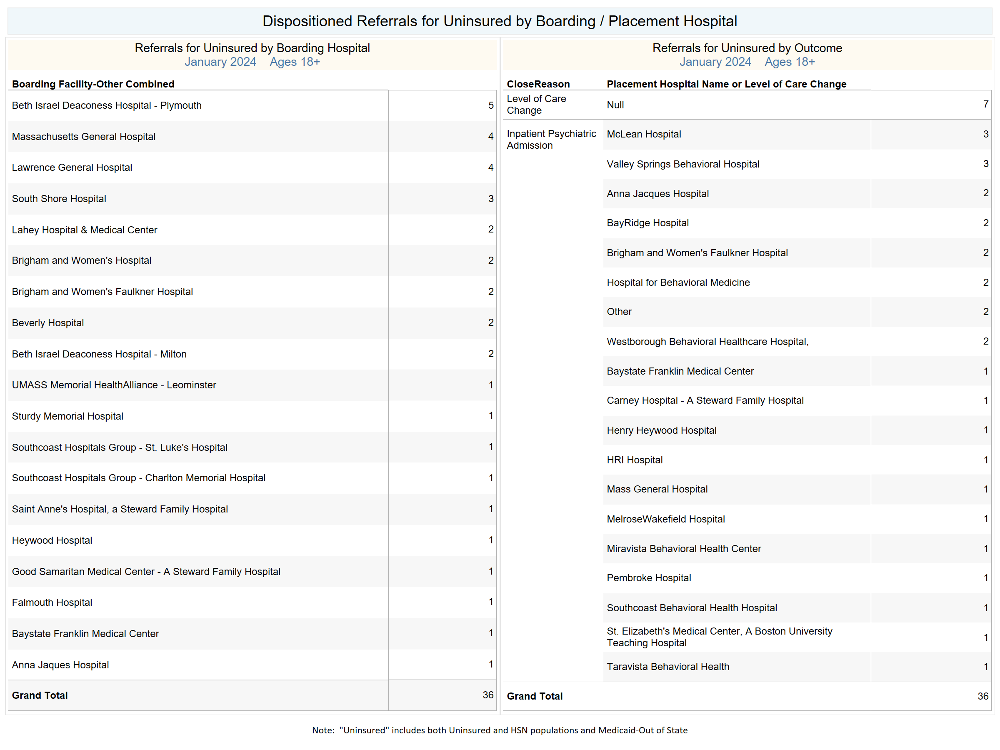 Dispositioned Referrals for Uninsured by Boarding / Placement Hospital
Referrals for Uninsured by Boarding Hospital
January 2024 Ages 18+
Boarding Facility-Other Combined
Beth Israel Deaconess Hospital - Plymouth 5
Massachusetts General Hospital 4
Lawrence General Hospital 4
South Shore Hospital 3
Lahey Hospital & Medical Center 2
Brigham and Women's Hospital 2
Brigham and Women's Faulkner Hospital 2
Beverly Hospital 2
Beth Israel Deaconess Hospital - Milton 2
UMASS Memorial HealthAlliance - Leominster 1
Sturdy Memorial Hospital 1
Southcoast Hospitals Group - St. Luke's Hospital 1
Southcoast Hospitals Group - Charlton Memorial Hospital 1
Saint Anne's Hospital, a Steward Family Hospital 1
Heywood Hospital 1
Good Samaritan Medical Center - A Steward Family Hospital 1
Falmouth Hospital 1
Baystate Franklin Medical Center 1
Anna Jaques Hospital 1
Grand Total 36
Referrals for Uninsured by Outcome
January 2024 Ages 18+
CloseReason Placement Hospital Name or Level of Care Change
Level of Care
Change
Null 7
Inpatient Psychiatric
Admission
McLean Hospital 3
Valley Springs Behavioral Hospital 3
Anna Jacques Hospital 2
BayRidge Hospital 2
Brigham and Women's Faulkner Hospital 2
Hospital for Behavioral Medicine 2
Other 2
Westborough Behavioral Healthcare Hospital, 2
Baystate Franklin Medical Center 1
Carney Hospital - A Steward Family Hospital 1
Henry Heywood Hospital 1
HRI Hospital 1
Mass General Hospital 1
MelroseWakefield Hospital 1
Miravista Behavioral Health Center 1
Pembroke Hospital 1
Southcoast Behavioral Health Hospital 1
St. Elizabeth's Medical Center, A Boston University
Teaching Hospital 1
Taravista Behavioral Health 1
Grand Total 36
Note: "Uninsured" includes both Uninsured and HSN populations and Medicaid-Out of State